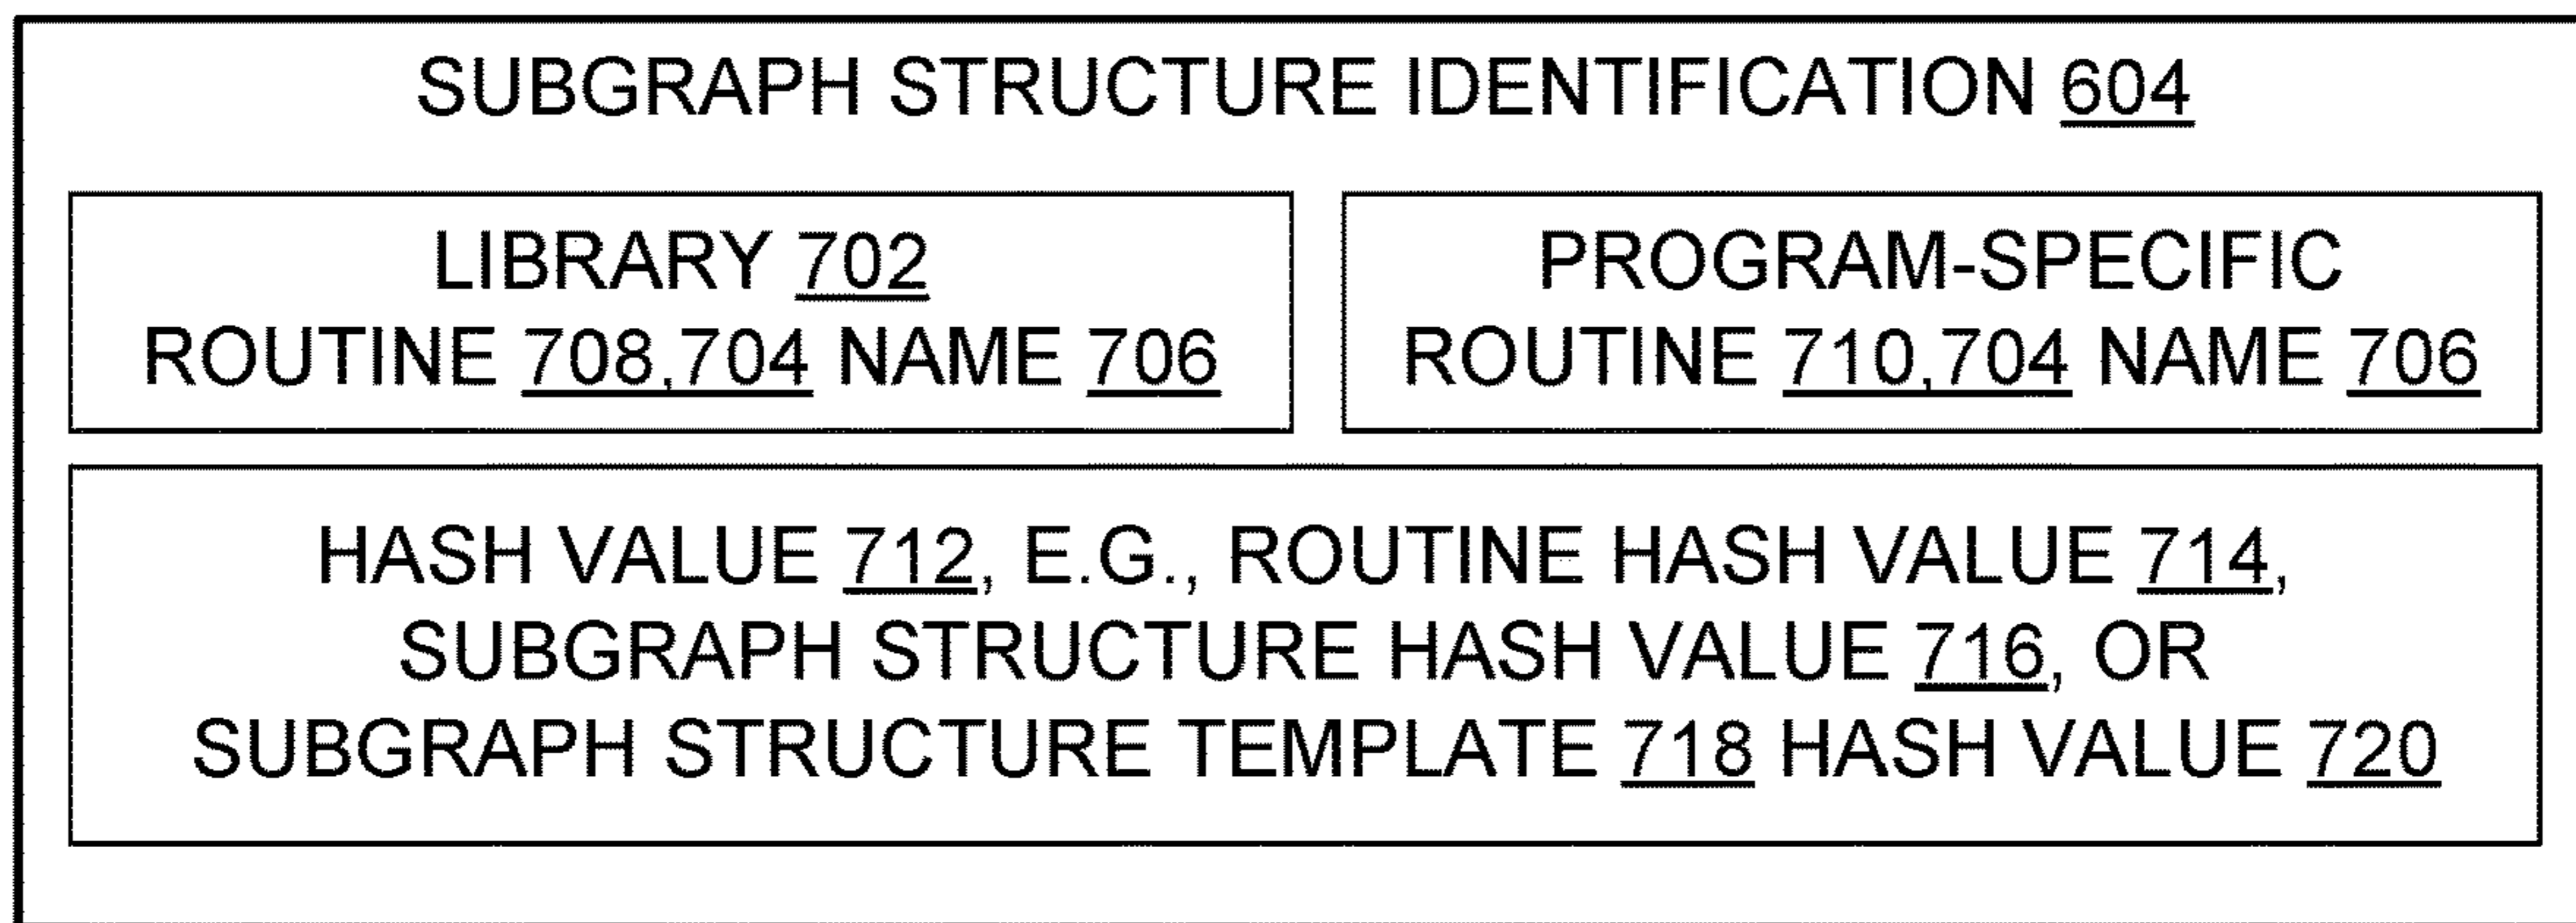 SUBGRAPH STRUCTURE IDENTIFICATION 604
LIBRARY 702
ROUTINE 708,704 NAME 706
PROGRAM-SPECIFIC
ROUTINE 710,704 NAME 706
HASH VALUE 712, E.G., ROUTINE HASH VALUE 714,
SUBGRAPH STRUCTURE HASH VALUE 716, OR
SUBGRAPH STRUCTURE TEMPLATE 718 HASH VALUE 720